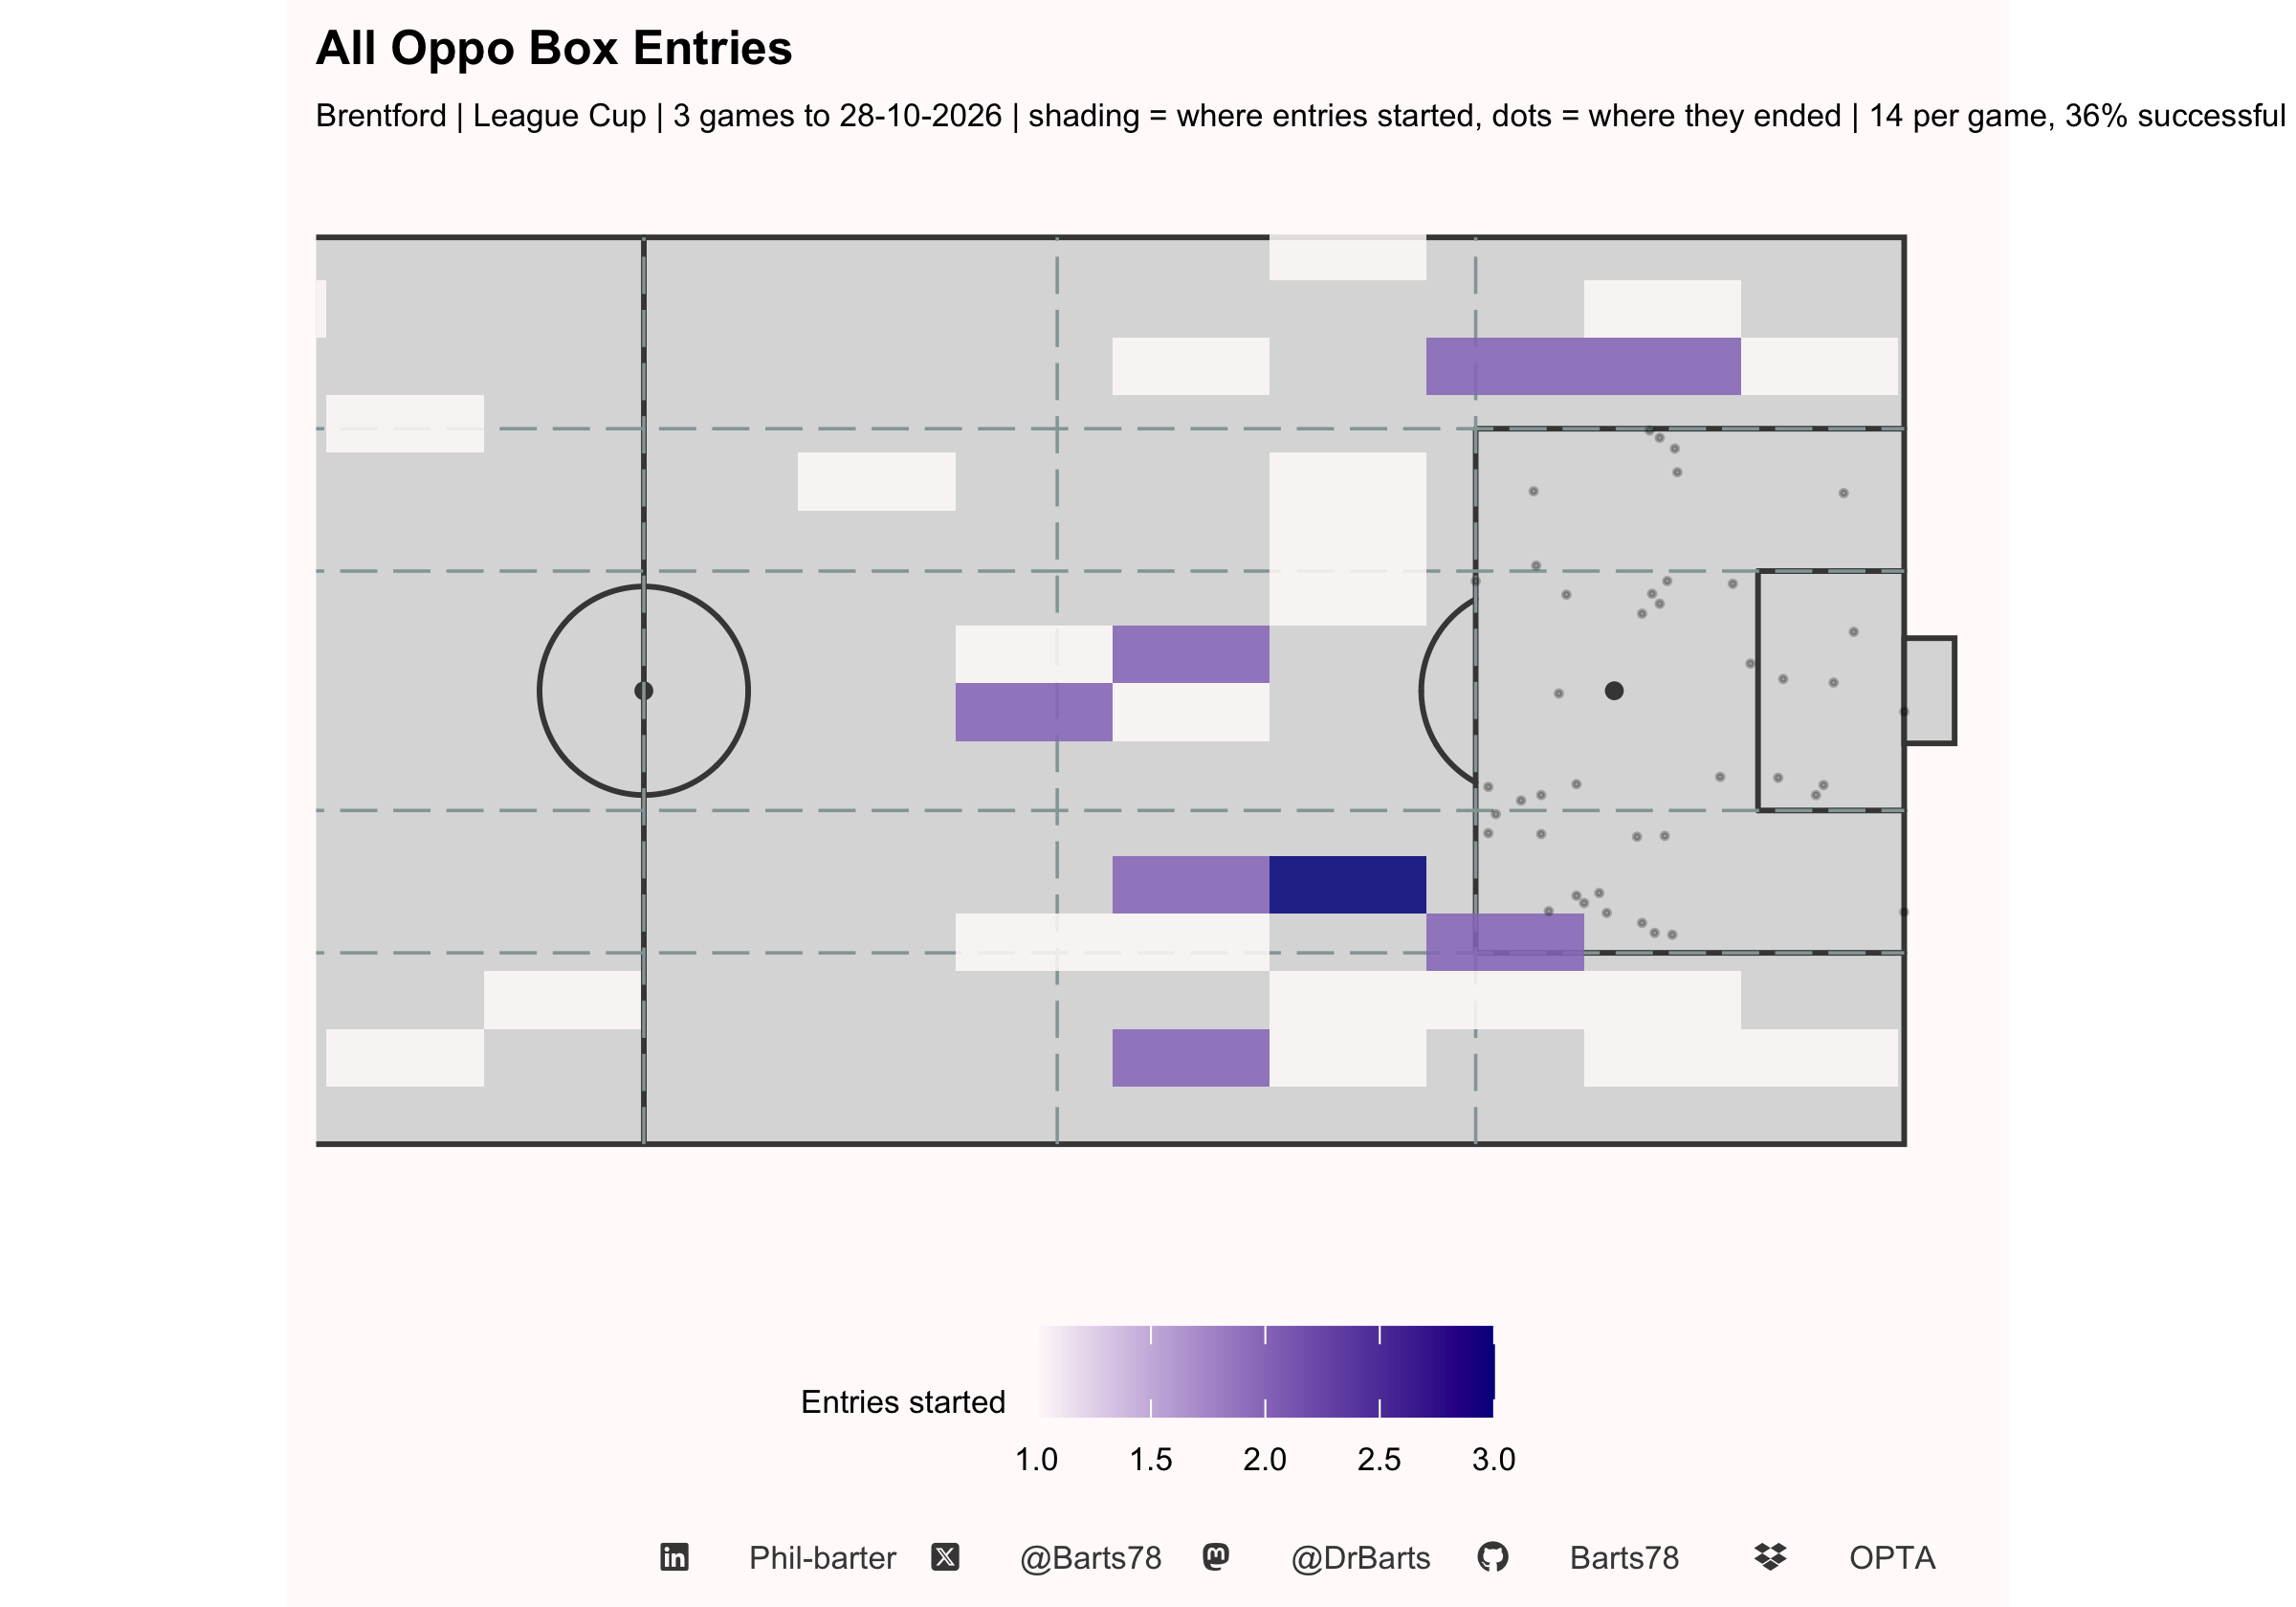 All Oppo Box Entries
Brentford | League Cup | 3 games to 28-10-2026 | shading = where entries started, dots = where they ended | 14 per game, 36% successful
Entries started
1.0 1.5 2.0 2.5 3.0
Phil-barter @Barts78 @DrBarts Barts78 OPTA